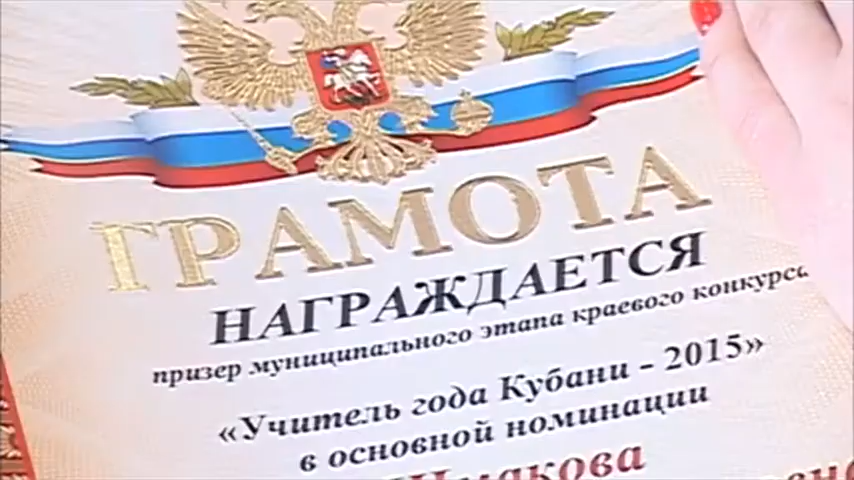 ГРАМОТА
НАГРАЖДАЕТСЯ
призер муниципального этапа краевого конкурса
«Учитель года Кубани - 2015»
в основной номинации